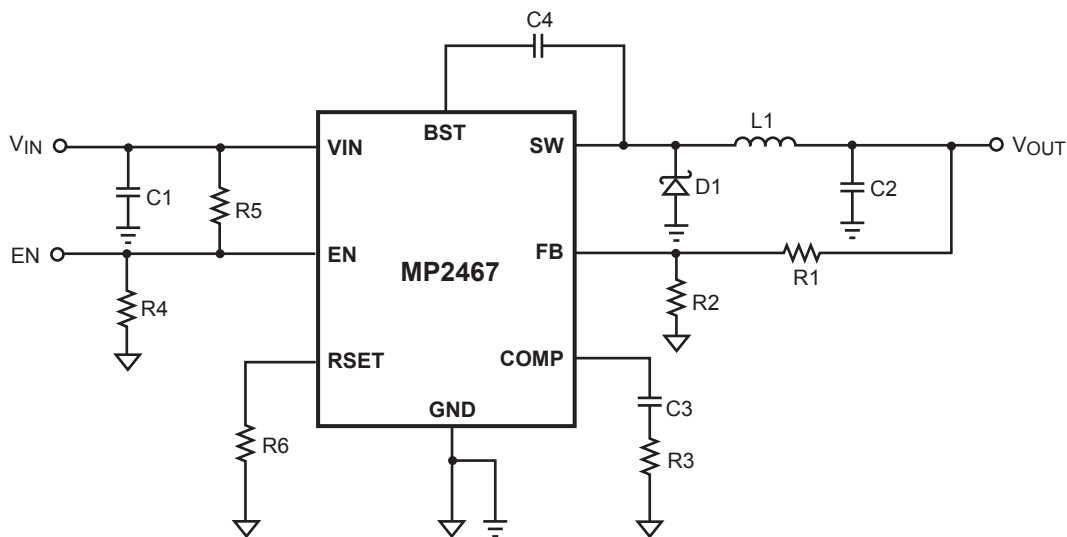 C4
BST
L1
VIN
VIN
SW
VOUT
C1
R5
D1
C2
EN
EN
FB
MP2467
R1
R4
R2
RSET
COMP
GND
C3
R6
R3